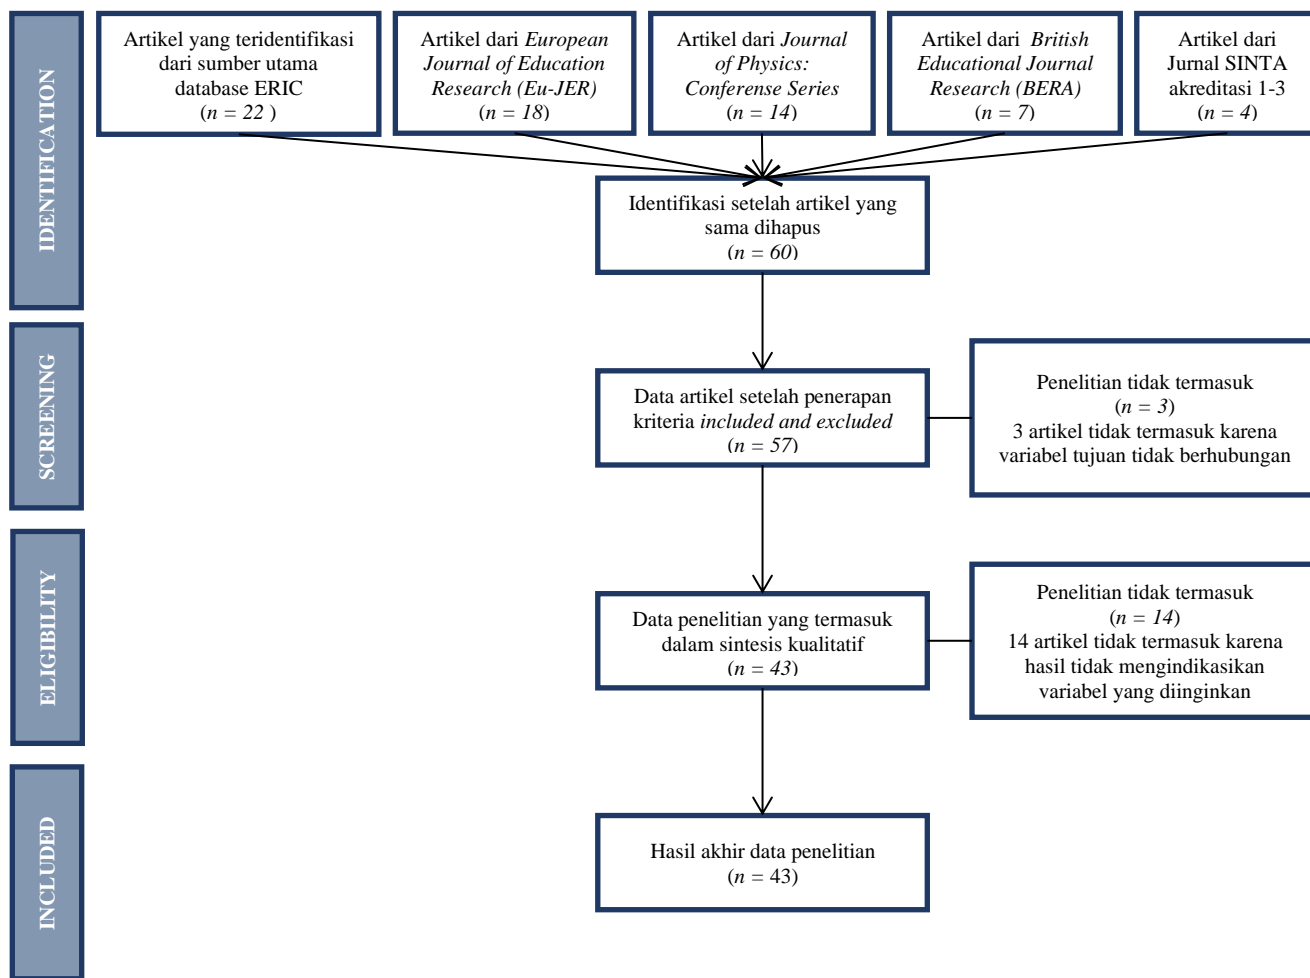 IDENTIFICATION
Artikel yang teridentifikasi
dari sumber utama
database ERIC
(n = 22 )
Artikel dari European
Journal of Education
Research (Eu-JER)
(n = 18)
Artikel dari Journal
of Physics:
Conferense Series
(n = 14)
Artikel dari British
Educational Journal
Research (BERA)
(n = 7)
Artikel dari
Jurnal SINTA
akreditasi 1-3
(n = 4)
Identifikasi setelah artikel yang
sama dihapus
(n = 60)
SCREENING
Data artikel setelah penerapan
kriteria included and excluded
(n = 57)
Penelitian tidak termasuk
(n = 3)
3 artikel tidak termasuk karena
variabel tujuan tidak berhubungan
ELIGIBILITY
Data penelitian yang termasuk
dalam sintesis kualitatif
(n = 43)
Penelitian tidak termasuk
(n = 14)
14 artikel tidak termasuk karena
hasil tidak mengindikasikan
variabel yang diinginkan
INCLUDED
Hasil akhir data penelitian
(n = 43)